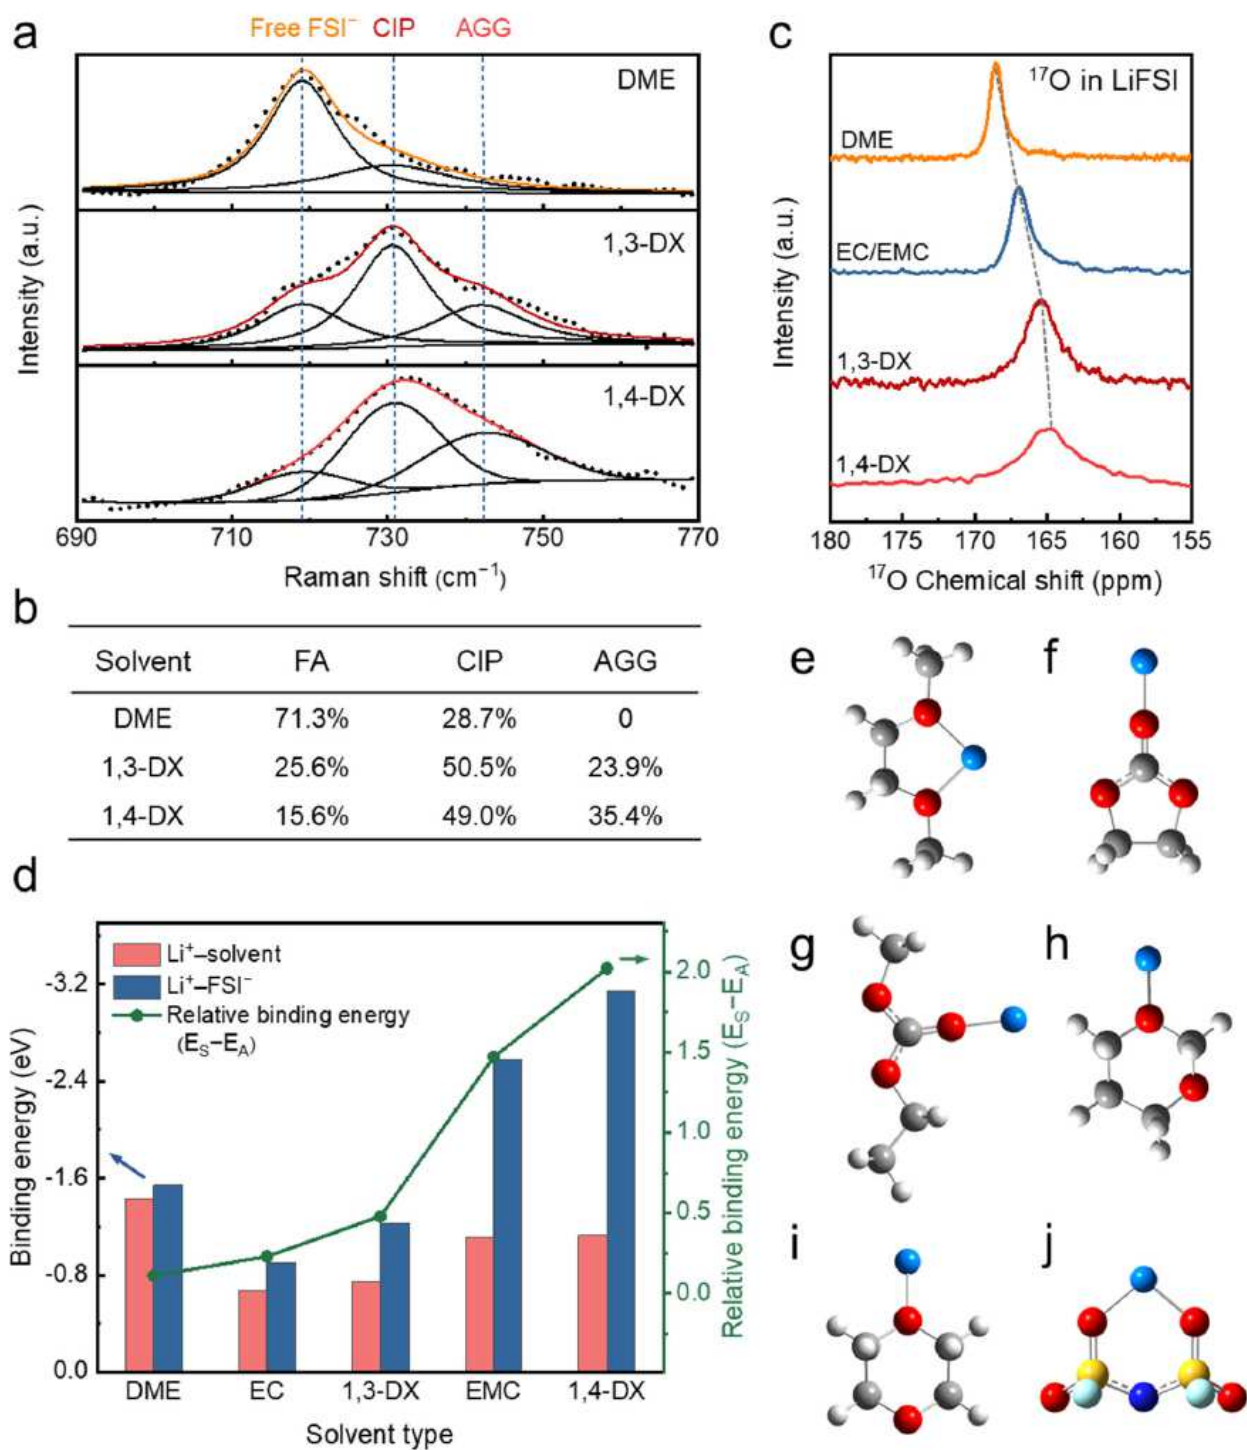 a
Free FSI⁻ CIP AGG
DME
1,3-DX
1,4-DX
Intensity (a.u.)
690 710 730 750 770
Raman shift (cm⁻¹)
c
¹⁷O in LiFSI
DME
EC/EMC
1,3-DX
1,4-DX
Intensity (a.u.)
180 175 170 165 160 155
¹⁷O Chemical shift (ppm)
b
Solvent FA CIP AGG
DME 71.3% 28.7% 0
1,3-DX 25.6% 50.5% 23.9%
1,4-DX 15.6% 49.0% 35.4%
d
Li⁺–solvent
Li⁺–FSI⁻
Relative binding energy
(E_S–E_A)
Binding energy (eV)
-3.2
-2.4
-1.6
-0.8
0.0
2.0
1.5
1.0
0.5
0.0
Relative binding energy (E_S–E_A)
DME EC 1,3-DX EMC 1,4-DX
Solvent type
e
f
g
h
i
j